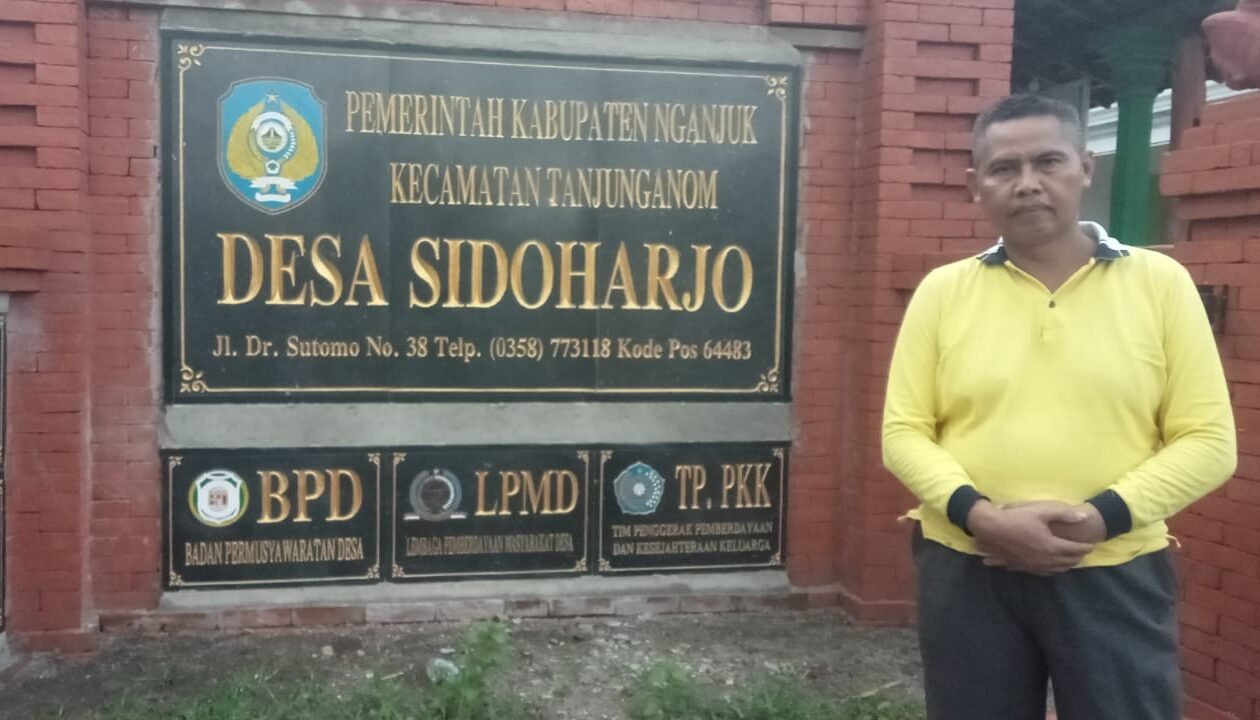 PEMERINTAH KABUPATEN NGANJUK
KECAMATAN TANJUNGANOM
DESA SIDOHARJO
Jl. Dr. Sutomo No. 38 Telp. (0358) 773118 Kode Pos 64483
BPD
BADAN PERMUSYAWARATAN DESA
LPMD
LEMBAGA PEMBERDAYAAN MASYARAKAT DESA
TP. PKK
TIM PENGGERAK PEMBERDAYAAN
DAN KESEJAHTERAAN KELUARGA